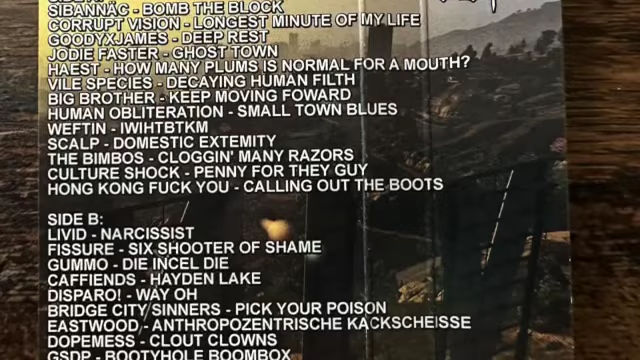 SIBANNAC - BOMB THE BLOCK
CORRUPT VISION - LONGEST MINUTE OF MY LIFE
GOODYXJAMES - DEEP REST
JODIE FASTER - GHOST TOWN
HAEST - HOW MANY PLUMS IS NORMAL FOR A MOUTH?
VILE SPECIES - DECAYING HUMAN FILTH
BIG BROTHER - KEEP MOVING FOWARD
HUMAN OBLITERATION - SMALL TOWN BLUES
WEFTIN - IWIHTBTKM
SCALP - DOMESTIC EXTEMITY
THE BIMBOS - CLOGGIN' MANY RAZORS
CULTURE SHOCK - PENNY FOR THEY GUY
HONG KONG FUCK YOU - CALLING OUT THE BOOTS
SIDE B:
LIVID - NARCISSIST
FISSURE - SIX SHOOTER OF SHAME
GUMMO - DIE INCEL DIE
CAFFIENDS - HAYDEN LAKE
DISPARO! - WAY OH
BRIDGE CITY SINNERS - PICK YOUR POISON
EASTWOOD - ANTHROPOZENTRISCHE KACKSCHEISSE
DOPEMESS - CLOUT CLOWNS
GSDP - BOOTYHOLE BOOMBOX